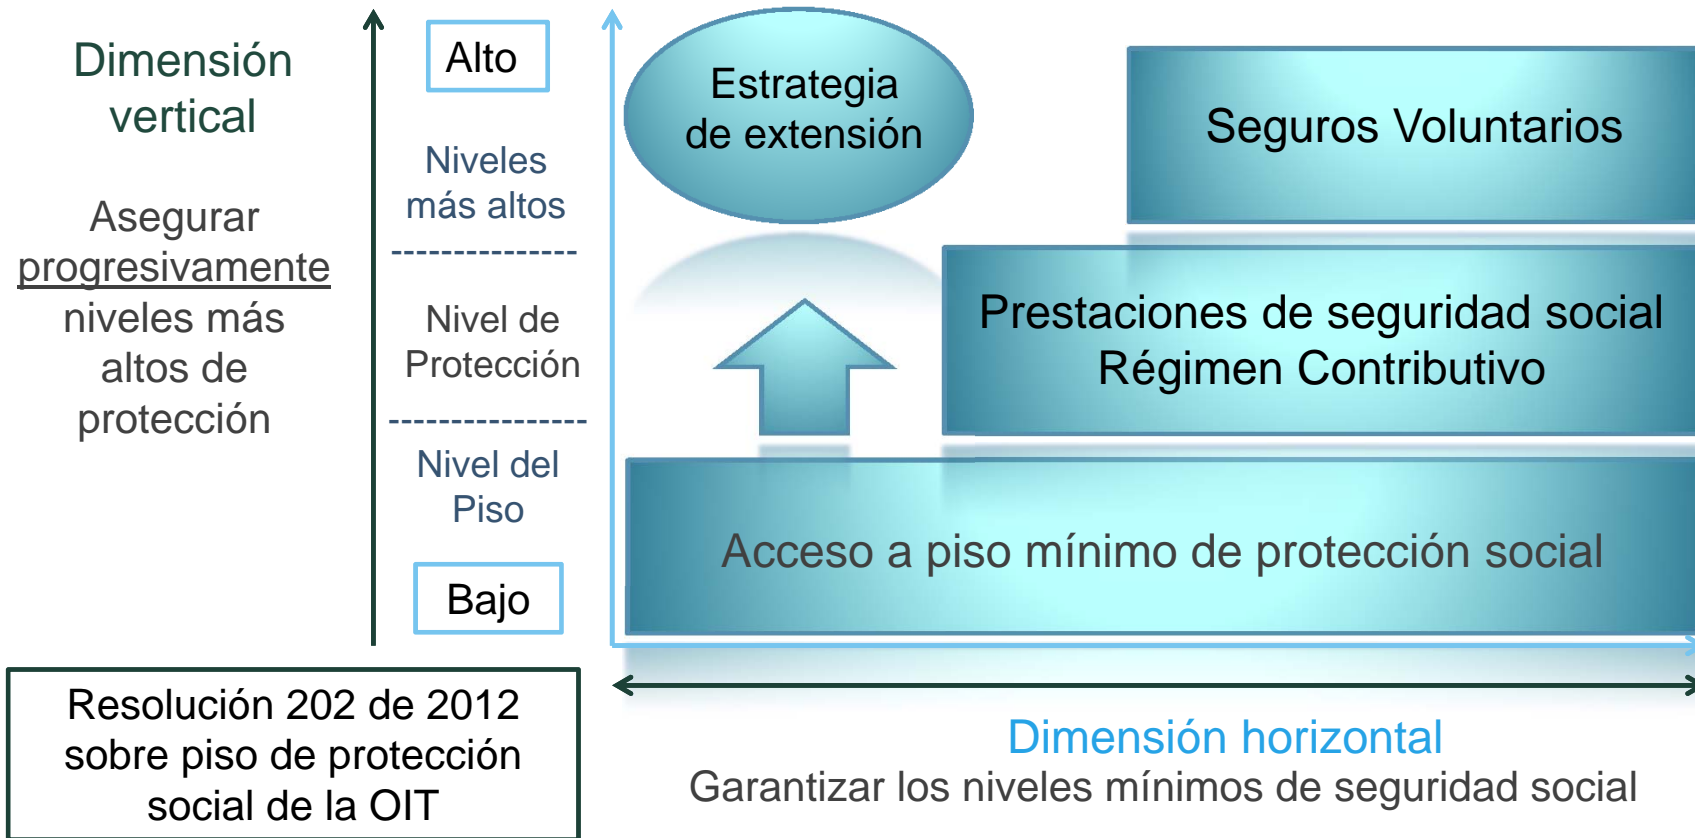 Dimensión
vertical
Asegurar
progresivamente
niveles más
altos de
protección
Alto
Niveles
más altos
---------------
Nivel de
Protección
----------------
Nivel del
Piso
Bajo
Estrategia
de extensión
Seguros Voluntarios
Prestaciones de seguridad social
Régimen Contributivo
Acceso a piso mínimo de protección social
Resolución 202 de 2012
sobre piso de protección
social de la OIT
Dimensión horizontal
Garantizar los niveles mínimos de seguridad social